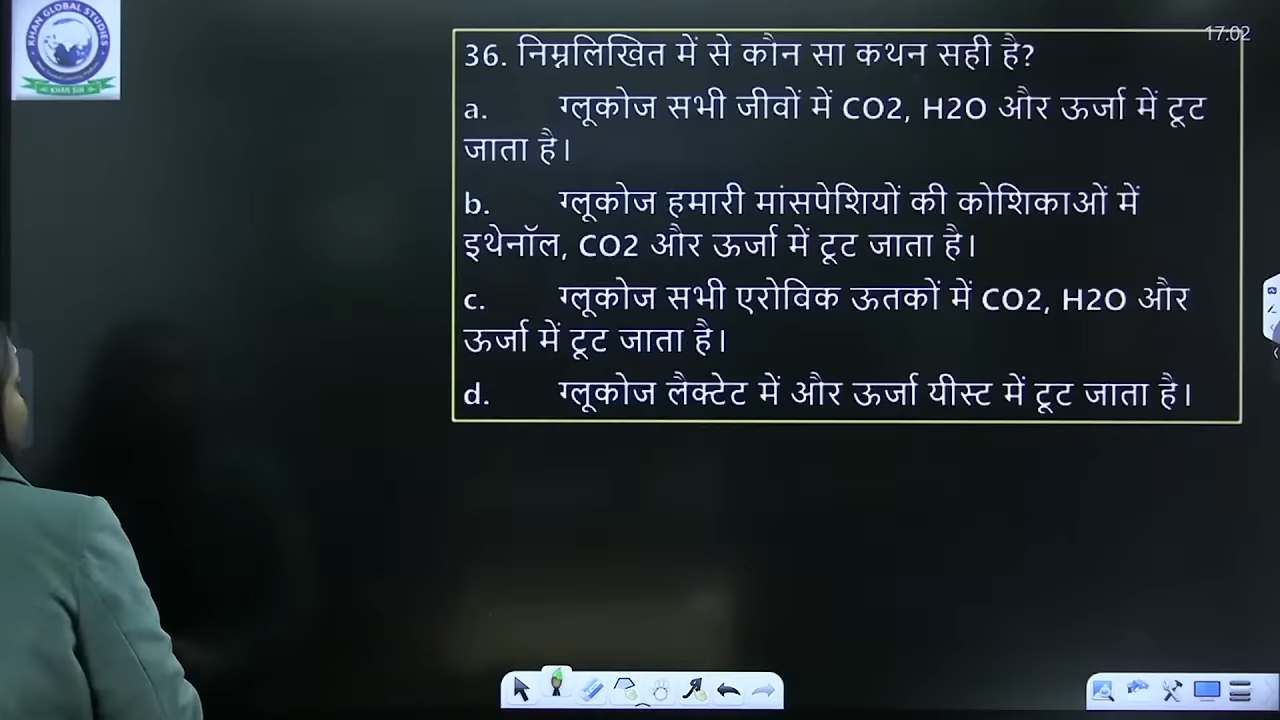 KHAN GLOBAL STUDIES
KHAN SIR
17:02
36. निम्नलिखित में से कौन सा कथन सही है?
a. ग्लूकोज सभी जीवों में CO2, H2O और ऊर्जा में टूट
जाता है।
b. ग्लूकोज हमारी मांसपेशियों की कोशिकाओं में
इथेनॉल, CO2 और ऊर्जा में टूट जाता है।
c. ग्लूकोज सभी एरोविक ऊतकों में CO2, H2O और
ऊर्जा में टूट जाता है।
d. ग्लूकोज लैक्टेट में और ऊर्जा यीस्ट में टूट जाता है।